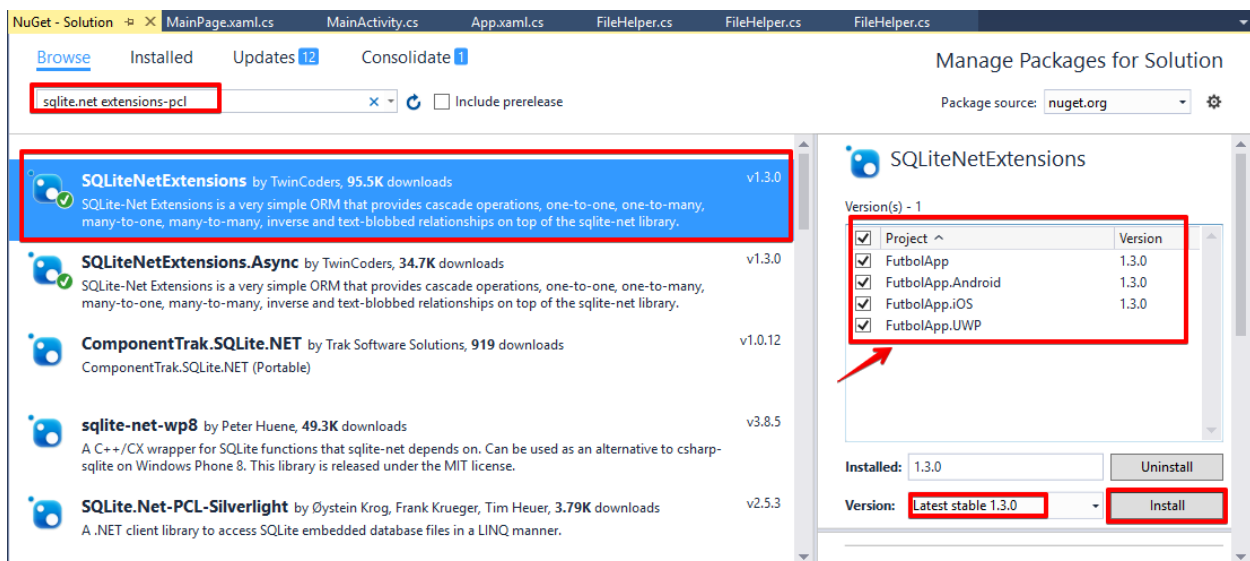 NuGet - Solution MainPage.xaml.cs MainActivity.cs App.xaml.cs FileHelper.cs FileHelper.cs FileHelper.cs
Browse Installed Updates 12 Consolidate 1
Manage Packages for Solution
sqlite.net extensions-pcl
Include prerelease
Package source: nuget.org
SQLiteNetExtensions by TwinCoders, 95.5K downloads v1.3.0
SQLite-Net Extensions is a very simple ORM that provides cascade operations, one-to-one, one-to-many,
many-to-one, many-to-many, inverse and text-blobbed relationships on top of the sqlite-net library.
SQLiteNetExtensions.Async by TwinCoders, 34.7K downloads v1.3.0
SQLite-Net Extensions is a very simple ORM that provides cascade operations, one-to-one, one-to-many,
many-to-one, many-to-many, inverse and text-blobbed relationships on top of the sqlite-net library.
ComponentTrak.SQLite.NET by Trak Software Solutions, 919 downloads v1.0.12
ComponentTrak.SQLite.NET (Portable)
sqlite-net-wp8 by Peter Huene, 49.3K downloads v3.8.5
A C++/CX wrapper for SQLite functions that sqlite-net depends on. Can be used as an alternative to csharp-
sqlite on Windows Phone 8. This library is released under the MIT license.
SQLite.Net-PCL-Silverlight by Øystein Krog, Frank Krueger, Tim Heuer, 3.79K downloads v2.5.3
A .NET client library to access SQLite embedded database files in a LINQ manner.
SQLiteNetExtensions
Version(s) - 1
Project Version
FutbolApp 1.3.0
FutbolApp.Android 1.3.0
FutbolApp.iOS 1.3.0
FutbolApp.UWP
Installed: 1.3.0 Uninstall
Version: Latest stable 1.3.0 Install